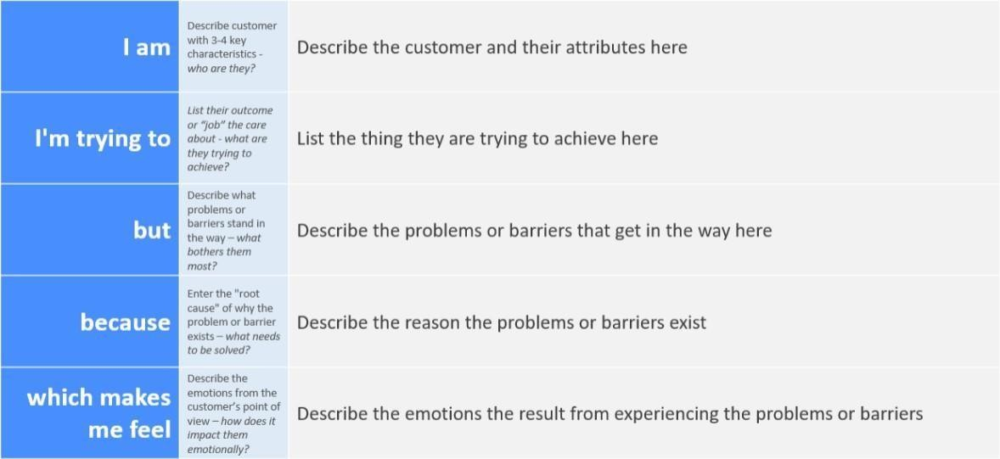 I am
Describe customer
with 3-4 key
characteristics -
who are they?
Describe the customer and their attributes here
I'm trying to
List their outcome
or “job” the care
about - what are
they trying to
achieve?
List the thing they are trying to achieve here
but
Describe what
problems or
barriers stand in
the way – what
bothers them
most?
Describe the problems or barriers that get in the way here
because
Enter the "root
cause" of why the
problem or barrier
exists – what needs
to be solved?
Describe the reason the problems or barriers exist
which makes
me feel
Describe the
emotions from the
customer’s point of
view – how does it
impact them
emotionally?
Describe the emotions the result from experiencing the problems or barriers